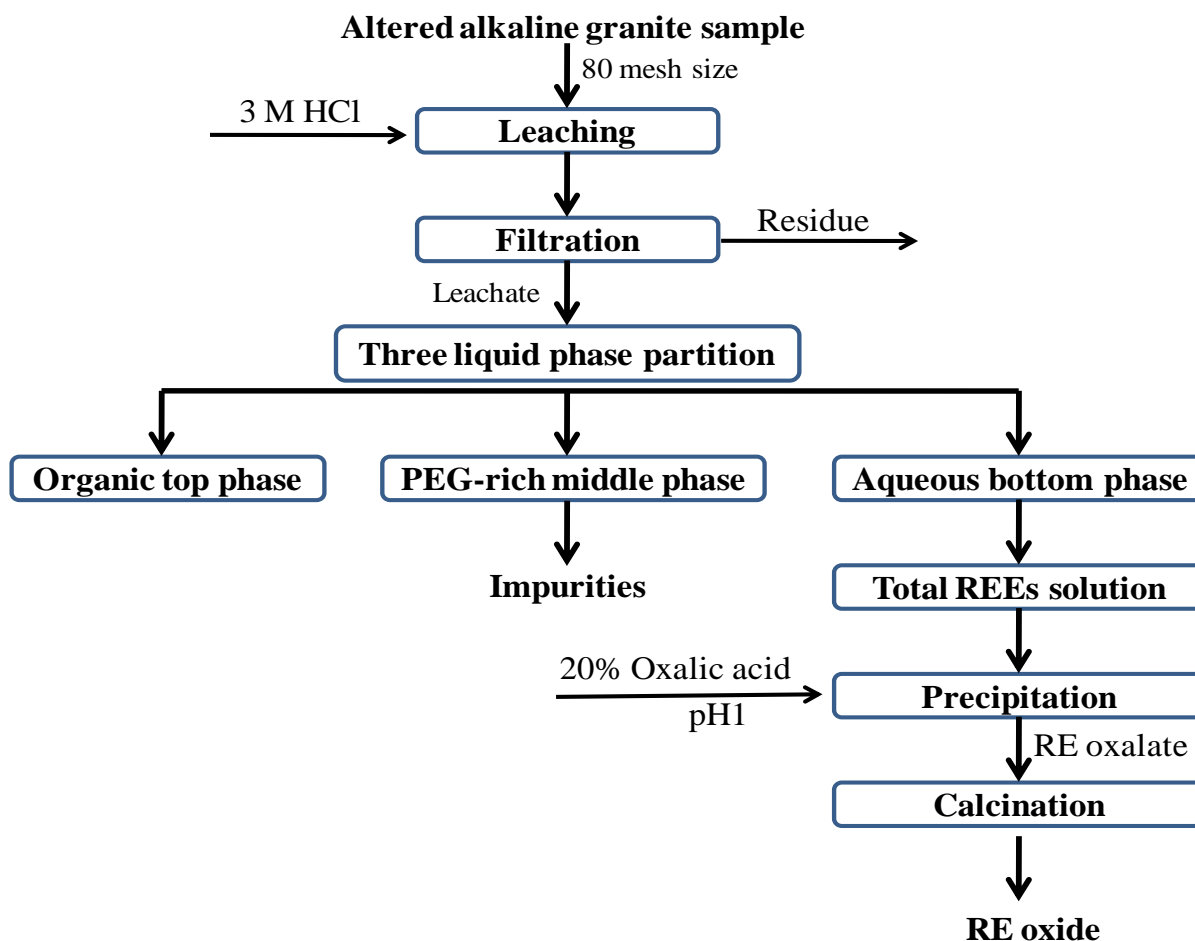 Altered alkaline granite sample
80 mesh size
3 M HCl
Leaching
Filtration
Residue
Leachate
Three liquid phase partition
Organic top phase
PEG-rich middle phase
Aqueous bottom phase
Impurities
Total REEs solution
20% Oxalic acid
pH1
Precipitation
RE oxalate
Calcination
RE oxide